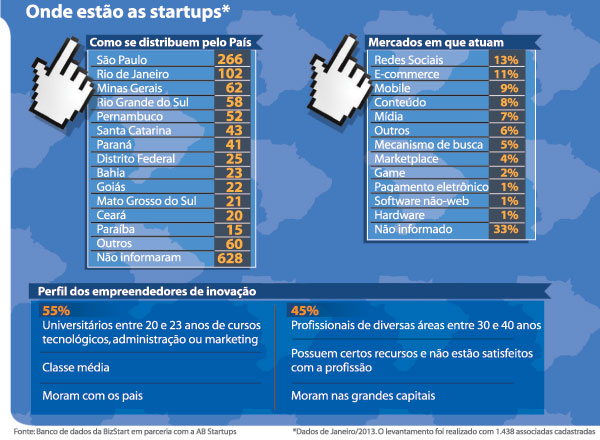 Onde estão as startups*
Como se distribuem pelo País
São Paulo 266
Rio de Janeiro 102
Minas Gerais 62
Rio Grande do Sul 58
Pernambuco 52
Santa Catarina 43
Paraná 41
Distrito Federal 25
Bahia 23
Goiás 22
Mato Grosso do Sul 21
Ceará 20
Paraíba 15
Outros 60
Não informaram 628
Mercados em que atuam
Redes Sociais 13%
E-commerce 11%
Mobile 9%
Conteúdo 8%
Mídia 7%
Outros 6%
Mecanismo de busca 5%
Marketplace 4%
Game 2%
Pagamento eletrônico 1%
Software não-web 1%
Hardware 1%
Não informado 33%
Perfil dos empreendedores de inovação
55%
Universitários entre 20 e 23 anos de cursos
tecnológicos, administração ou marketing
Classe média
Moram com os pais
45%
Profissionais de diversas áreas entre 30 e 40 anos
Possuem certos recursos e não estão satisfeitos
com a profissão
Moram nas grandes capitais
Fonte: Banco de dados da BizStart em parceria com a AB Startups
*Dados de Janeiro/2013. O levantamento foi realizado com 1.438 associadas cadastradas